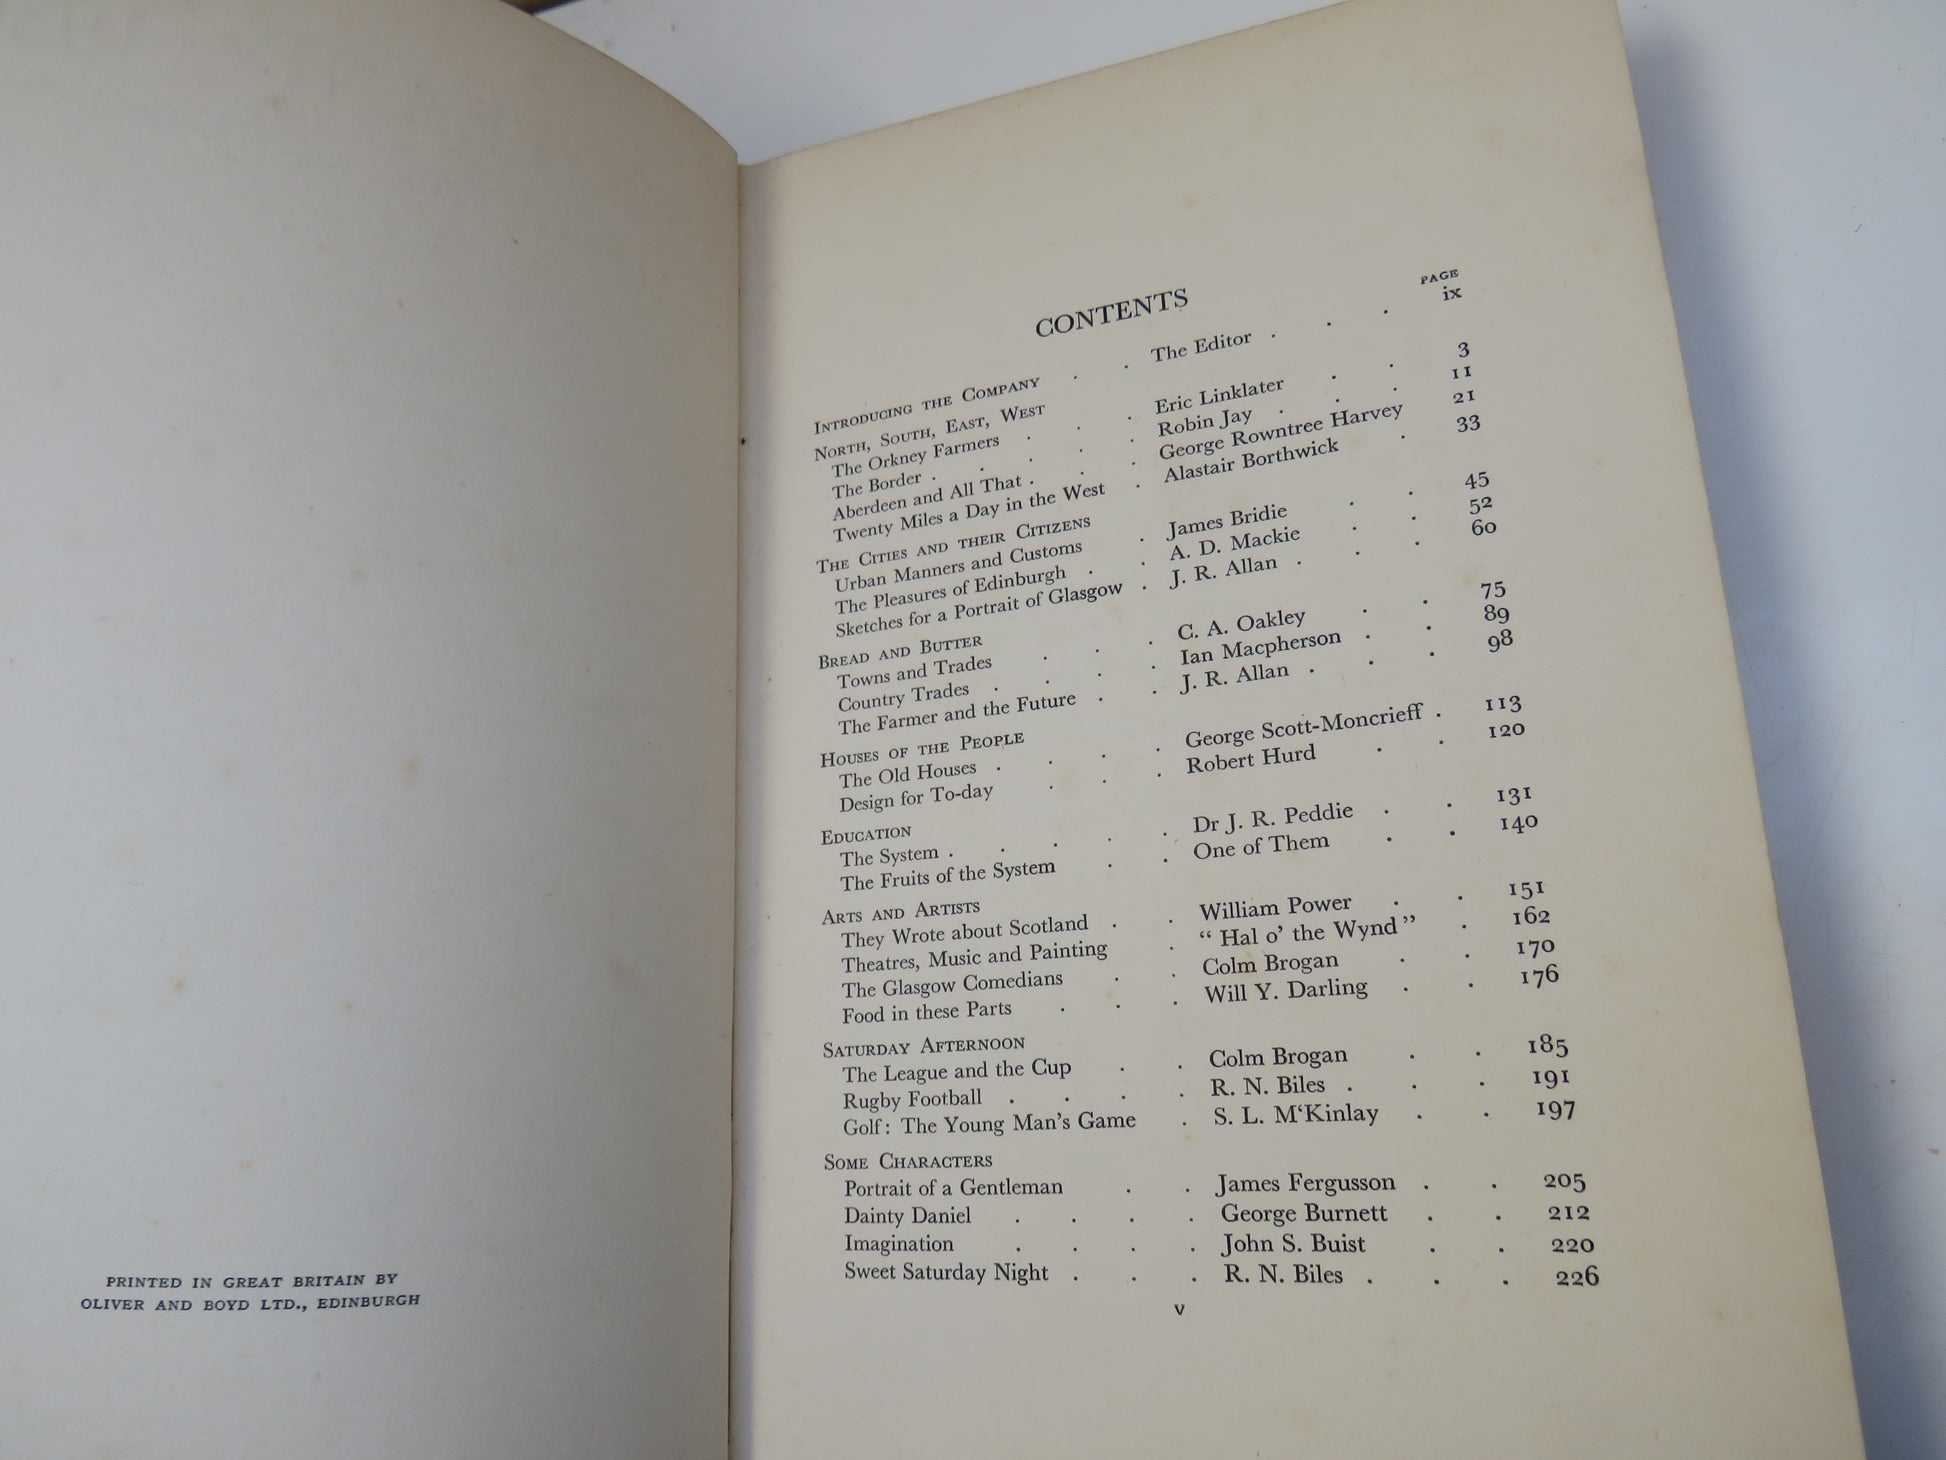 PRINTED IN GREAT BRITAIN BY
OLIVER AND BOYD LTD., EDINBURGH
CONTENTS
PAGE
INTRODUCING THE COMPANY . . The Editor . . . ix
NORTH, SOUTH, EAST, WEST
The Orkney Farmers . . . Eric Linklater . . 3
The Border . . . . . Robin Jay . . . 11
Aberdeen and All That . . . George Rowntree Harvey 21
Twenty Miles a Day in the West . Alastair Borthwick . 33
THE CITIES AND THEIR CITIZENS
Urban Manners and Customs . James Bridie . . 45
The Pleasures of Edinburgh . . A. D. Mackie . . 52
Sketches for a Portrait of Glasgow . J. R. Allan . . . 60
BREAD AND BUTTER
Towns and Trades . . . C. A. Oakley . . 75
Country Trades . . . . Ian Macpherson . . 89
The Farmer and the Future . . J. R. Allan . . . 98
HOUSES OF THE PEOPLE
The Old Houses . . . . George Scott-Moncrieff . 113
Design for To-day . . . Robert Hurd . . 120
EDUCATION
The System . . . . . Dr J. R. Peddie . . 131
The Fruits of the System . . One of Them . . 140
ARTS AND ARTISTS
They Wrote about Scotland . . William Power . . 151
Theatres, Music and Painting . “ Hal o’ the Wynd ” . 162
The Glasgow Comedians . . Colm Brogan . . 170
Food in these Parts . . . Will Y. Darling . . 176
SATURDAY AFTERNOON
The League and the Cup . . Colm Brogan . . 185
Rugby Football . . . . R. N. Biles . . . 191
Golf: The Young Man’s Game . S. L. M‘Kinlay . . 197
SOME CHARACTERS
Portrait of a Gentleman . . James Fergusson . . 205
Dainty Daniel . . . . George Burnett . . 212
Imagination . . . . John S. Buist . . 220
Sweet Saturday Night . . . R. N. Biles . . . 226
v